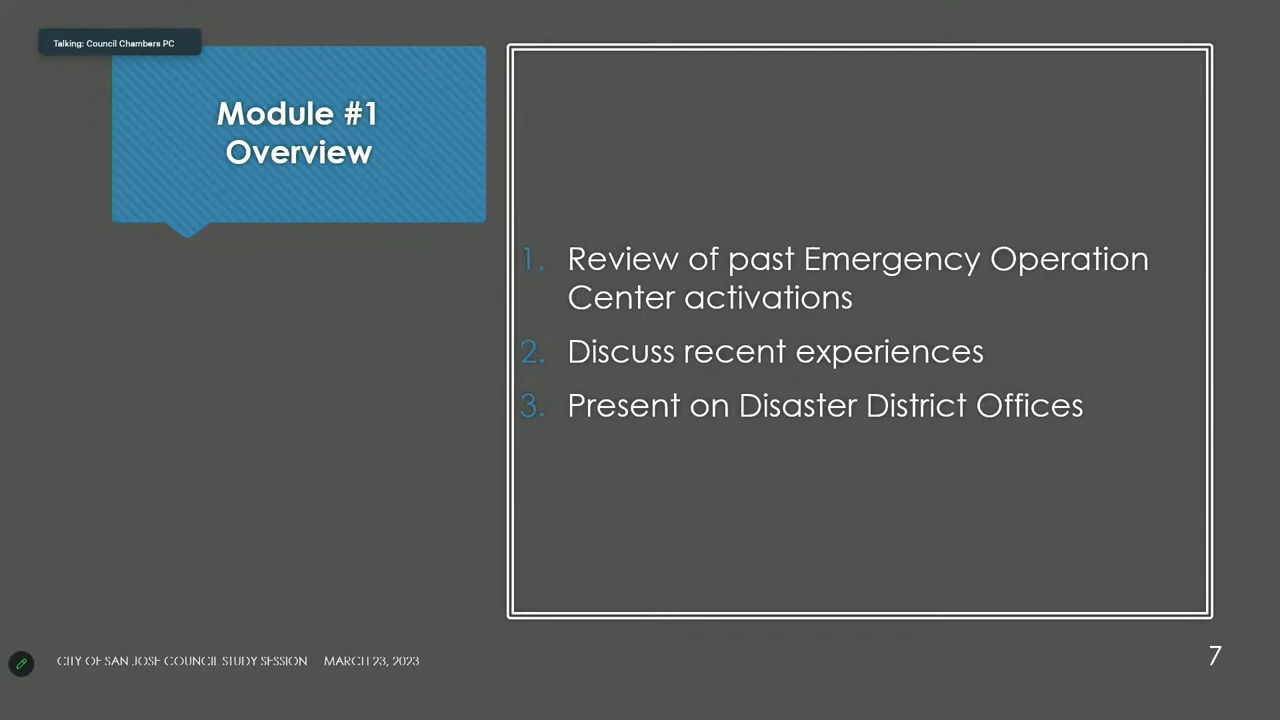 Talking: Council Chambers PC
Module #1
Overview
1. Review of past Emergency Operation
Center activations
2. Discuss recent experiences
3. Present on Disaster District Offices
CITY OF SAN JOSE COUNCIL STUDY SESSION MARCH 23, 2023
7